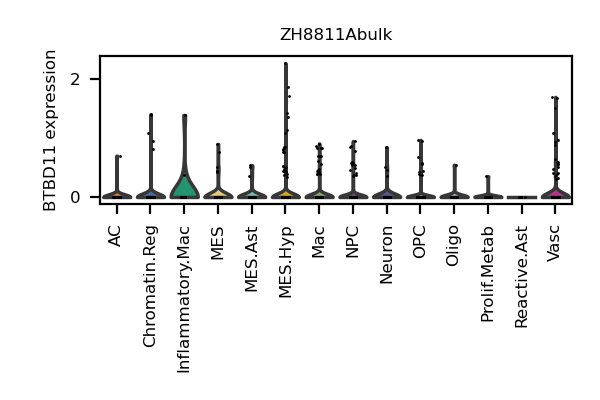 ZH8811Abulk
BTBD11 expression
2
0
AC
Chromatin.Reg
Inflammatory.Mac
MES
MES.Ast
MES.Hyp
Mac
NPC
Neuron
OPC
Oligo
Prolif.Metab
Reactive.Ast
Vasc